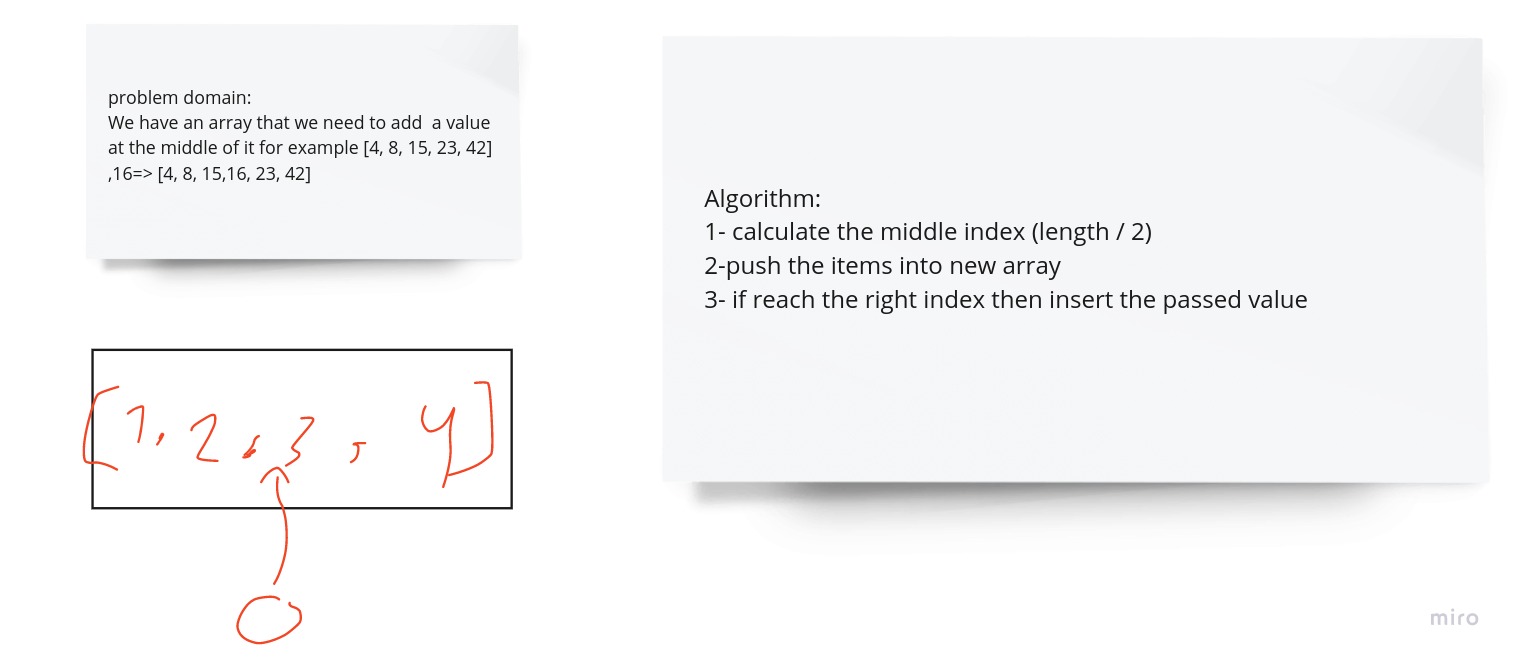 problem domain:
We have an array that we need to add  a value
at the middle of it for example [4, 8, 15, 23, 42]
,16=> [4, 8, 15,16, 23, 42]
Algorithm:
1- calculate the middle index (length / 2)
2-push the items into new array
3- if reach the right index then insert the passed value
[1, 2, 3, 4]
miro